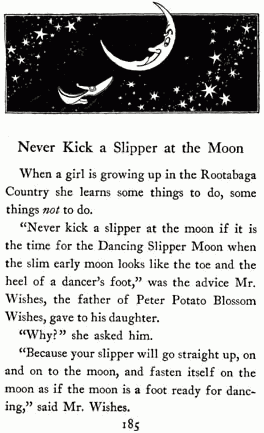 Never Kick a Slipper at the Moon
When a girl is growing up in the Rootabaga
Country she learns some things to do, some
things not to do.
“Never kick a slipper at the moon if it is
the time for the Dancing Slipper Moon when
the slim early moon looks like the toe and the
heel of a dancer’s foot,” was the advice Mr.
Wishes, the father of Peter Potato Blossom
Wishes, gave to his daughter.
“Why?” she asked him.
“Because your slipper will go straight up, on
and on to the moon, and fasten itself on the
moon as if the moon is a foot ready for danc-
ing,” said Mr. Wishes.
185